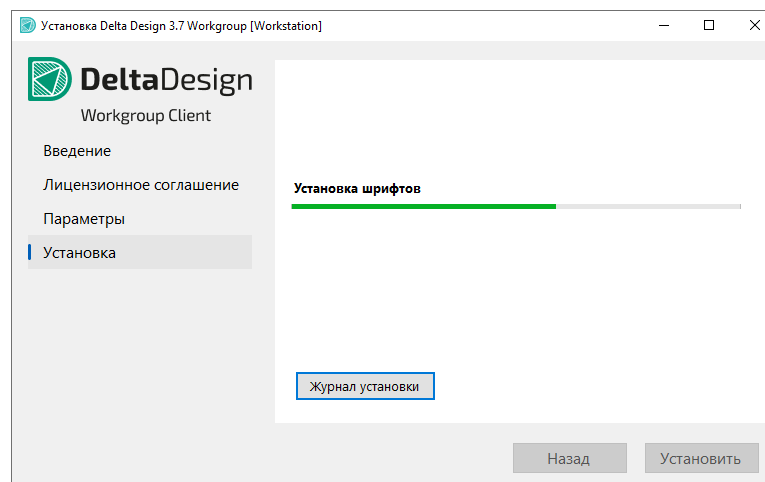 Установка Delta Design 3.7 Workgroup [Workstation]
DeltaDesign
Workgroup Client
Введение
Лицензионное соглашение
Параметры
Установка
Установка шрифтов
Журнал установки
Назад
Установить